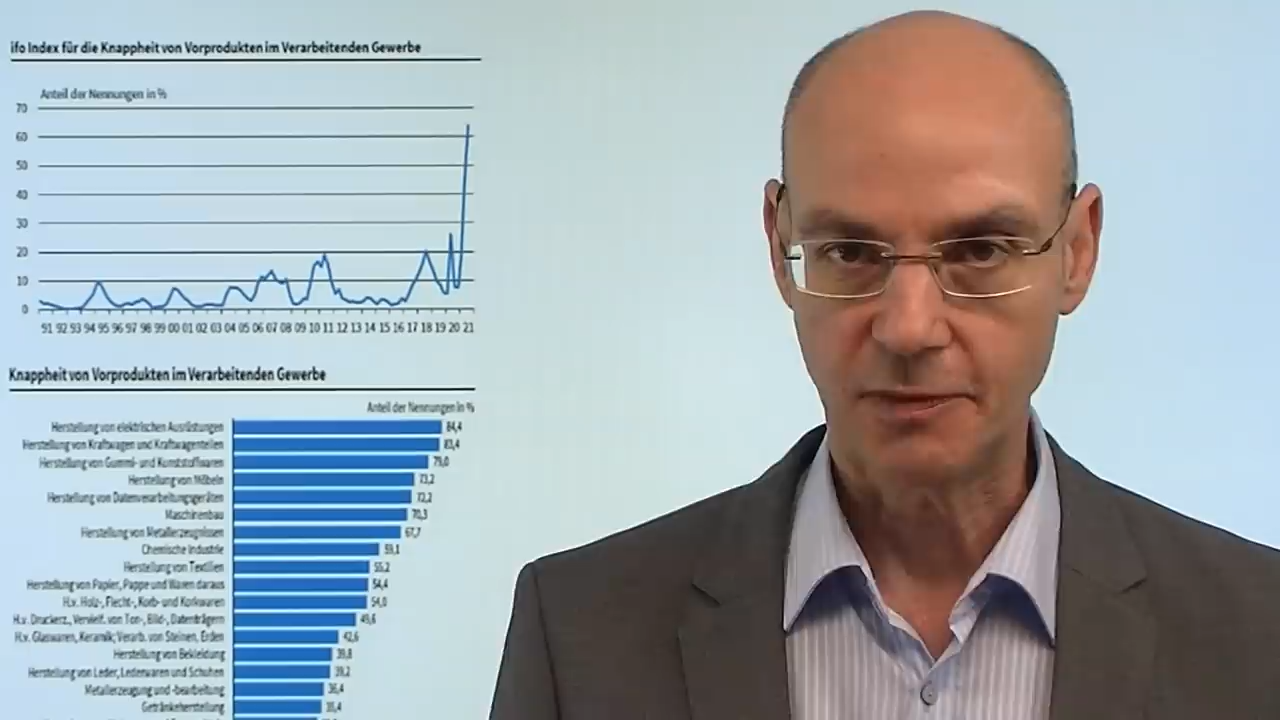 ifo Index für die Knappheit von Vorprodukten im Verarbeitenden Gewerbe
Anteil der Nennungen in %
70
60
50
40
30
20
10
0
91 92 93 94 95 96 97 98 99 00 01 02 03 04 05 06 07 08 09 10 11 12 13 14 15 16 17 18 19 20 21
Knappheit von Vorprodukten im Verarbeitenden Gewerbe
Anteil der Nennungen in %
Herstellung von elektrischen Ausrüstungen 84,4
Herstellung von Kraftwagen und Kraftwagenteilen 83,4
Herstellung von Gummi- und Kunststoffwaren 79,0
Herstellung von Möbeln 73,2
Herstellung von Datenverarbeitungsgeräten 72,2
Maschinenbau 70,3
Herstellung von Metallerzeugnissen 67,7
Chemische Industrie 59,1
Herstellung von Textilien 55,2
Herstellung von Papier, Pappe und Waren daraus 54,4
H.v. Holz-, Flecht-, Korb- und Korkwaren 54,0
H.v. Druckerz., Vervielf. von Ton-, Bild-, Datenträgern 49,6
H.v. Glaswaren, Keramik; Verarb. von Steinen, Erden 42,6
Herstellung von Bekleidung 39,8
Herstellung von Leder, Lederwaren und Schuhen 39,2
Metallerzeugung und -bearbeitung 36,4
Getränkeherstellung 35,4